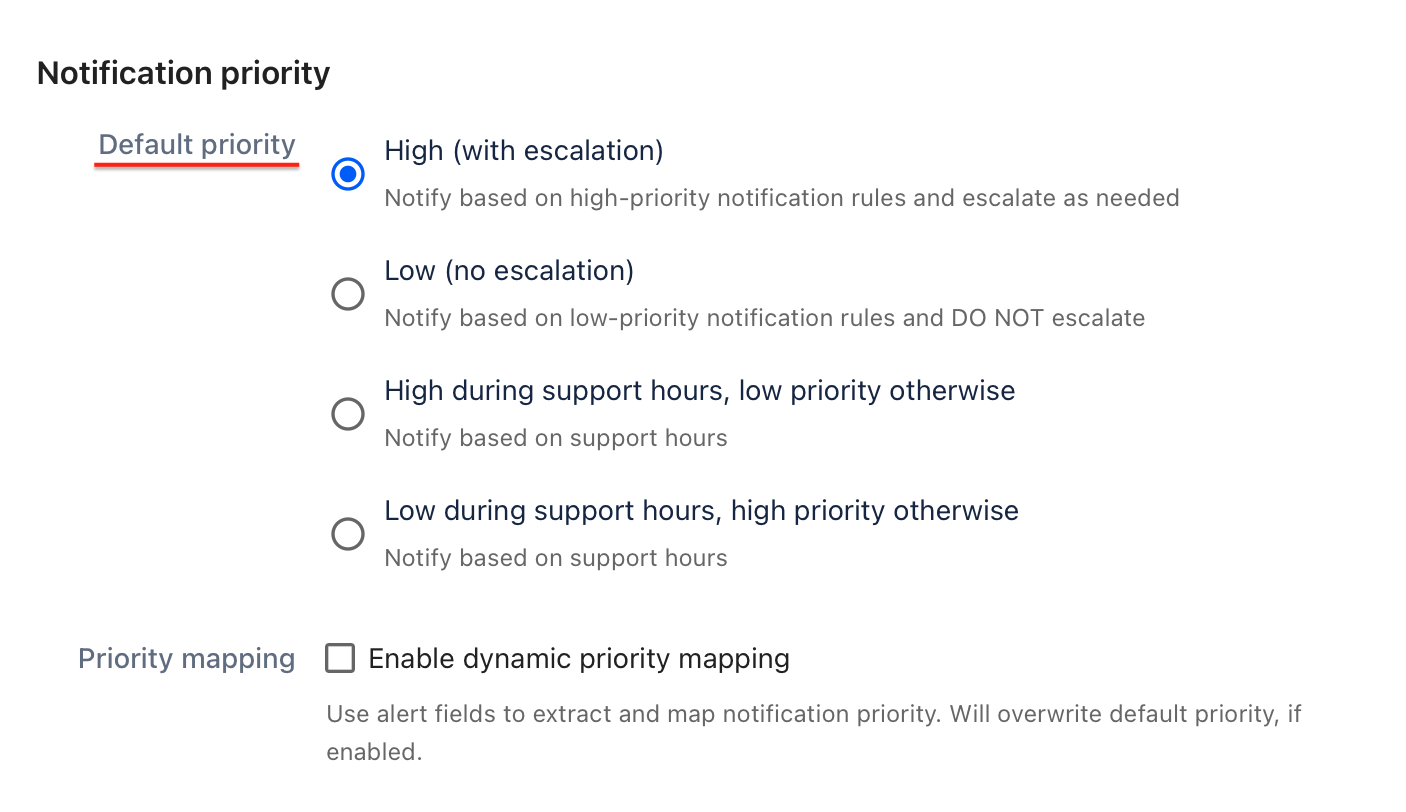 Notification priority
Default priority
High (with escalation)
Notify based on high-priority notification rules and escalate as needed
Low (no escalation)
Notify based on low-priority notification rules and DO NOT escalate
High during support hours, low priority otherwise
Notify based on support hours
Low during support hours, high priority otherwise
Notify based on support hours
Priority mapping
Enable dynamic priority mapping
Use alert fields to extract and map notification priority. Will overwrite default priority, if
enabled.